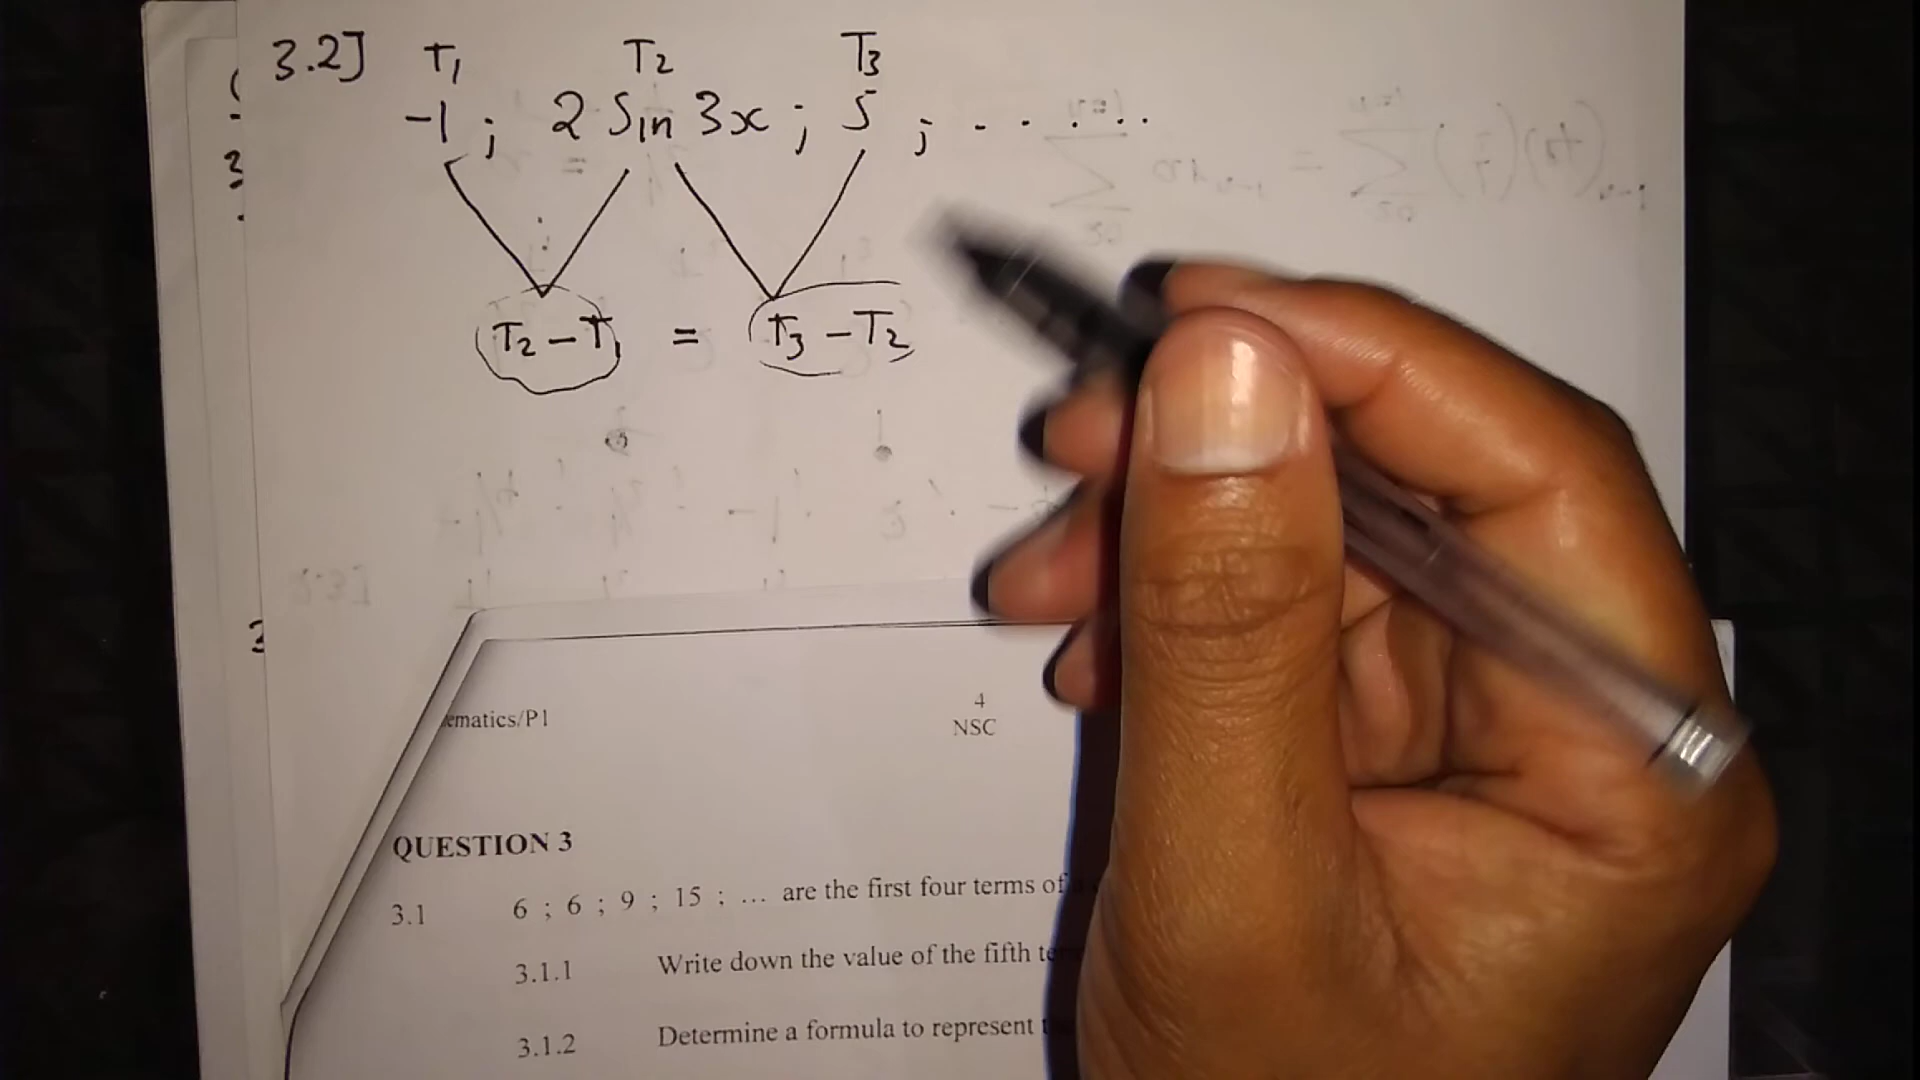 3.2] T1 T2 T3
-1 ; 2 Sin 3x ; 5 ; . . . . .
T2 - T1 = T3 - T2
ematics/P1
4
NSC
QUESTION 3
3.1 6 ; 6 ; 9 ; 15 ; ... are the first four terms of
3.1.1 Write down the value of the fifth te
3.1.2 Determine a formula to represent